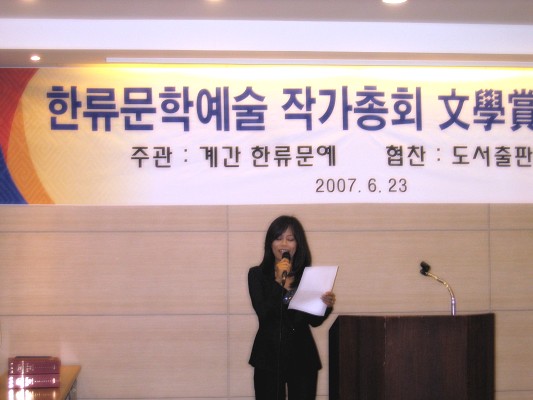 한류문학예술 작가총회 文學賞
주관 : 계간 한류문예 협찬 : 도서출판
2007. 6. 23